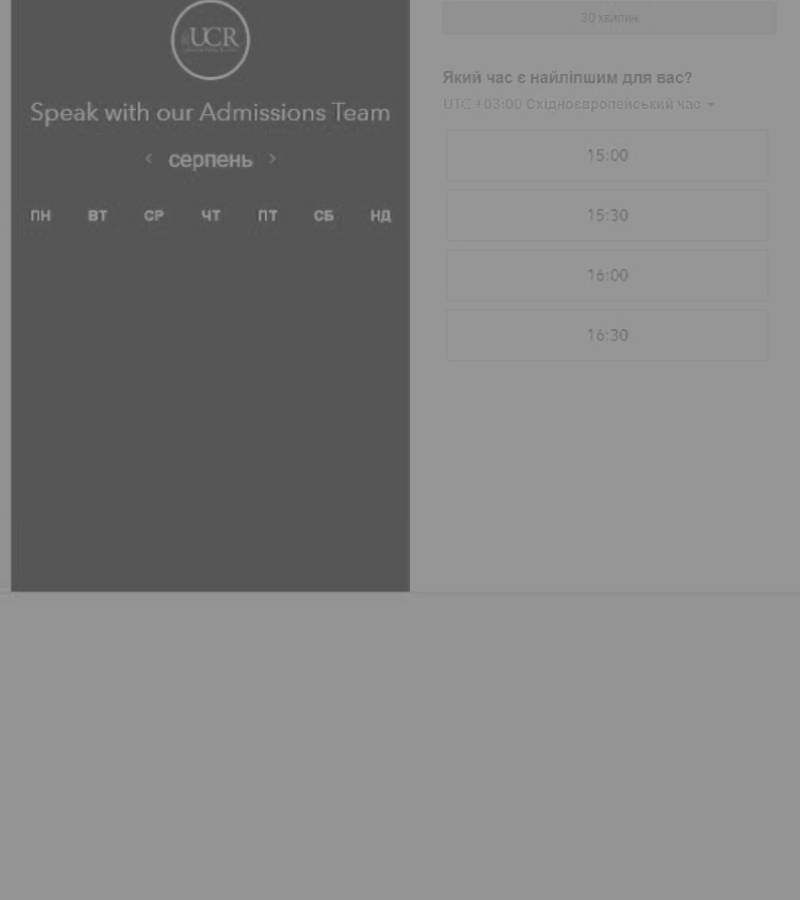 UCR
Speak with our Admissions Team
< серпень >
ПН ВТ СР ЧТ ПТ СБ НД
30 хвилин
Який час є найліпшим для вас?
UTC +03:00 Східноєвропейський час
15:00
15:30
16:00
16:30